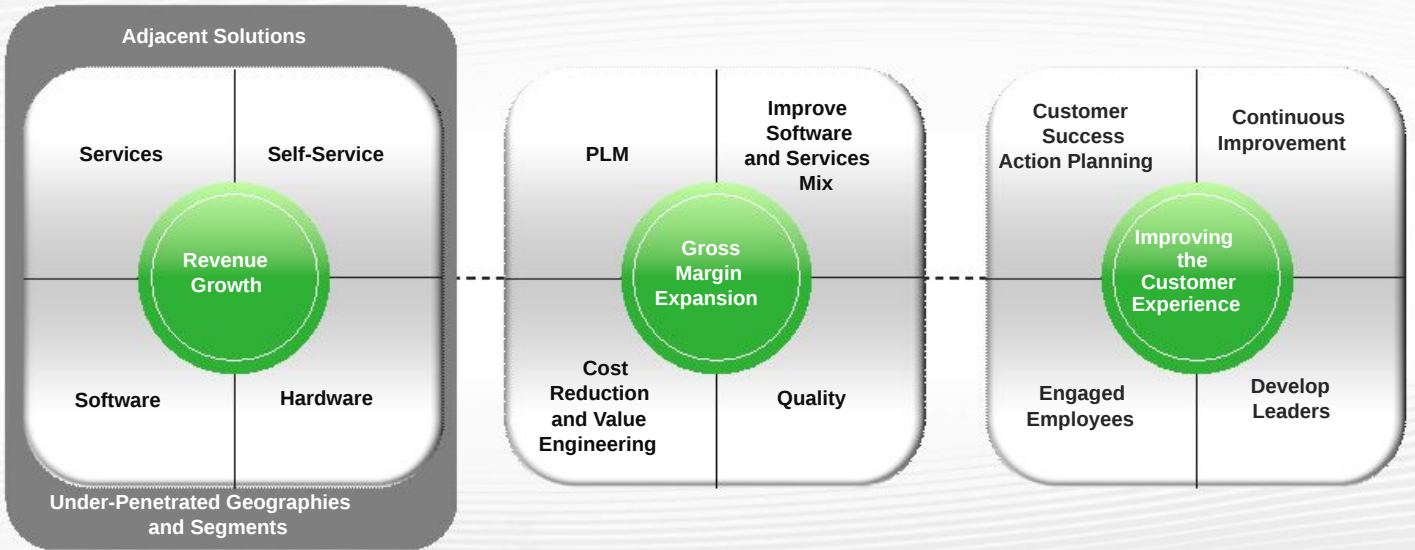 Adjacent Solutions
Services
Self-Service
Revenue
Growth
Software
Hardware
Under-Penetrated Geographies
and Segments
PLM
Improve
Software
and Services
Mix
Gross
Margin
Expansion
Cost
Reduction
and Value
Engineering
Quality
Customer
Success
Action Planning
Continuous
Improvement
Improving
the
Customer
Experience
Engaged
Employees
Develop
Leaders